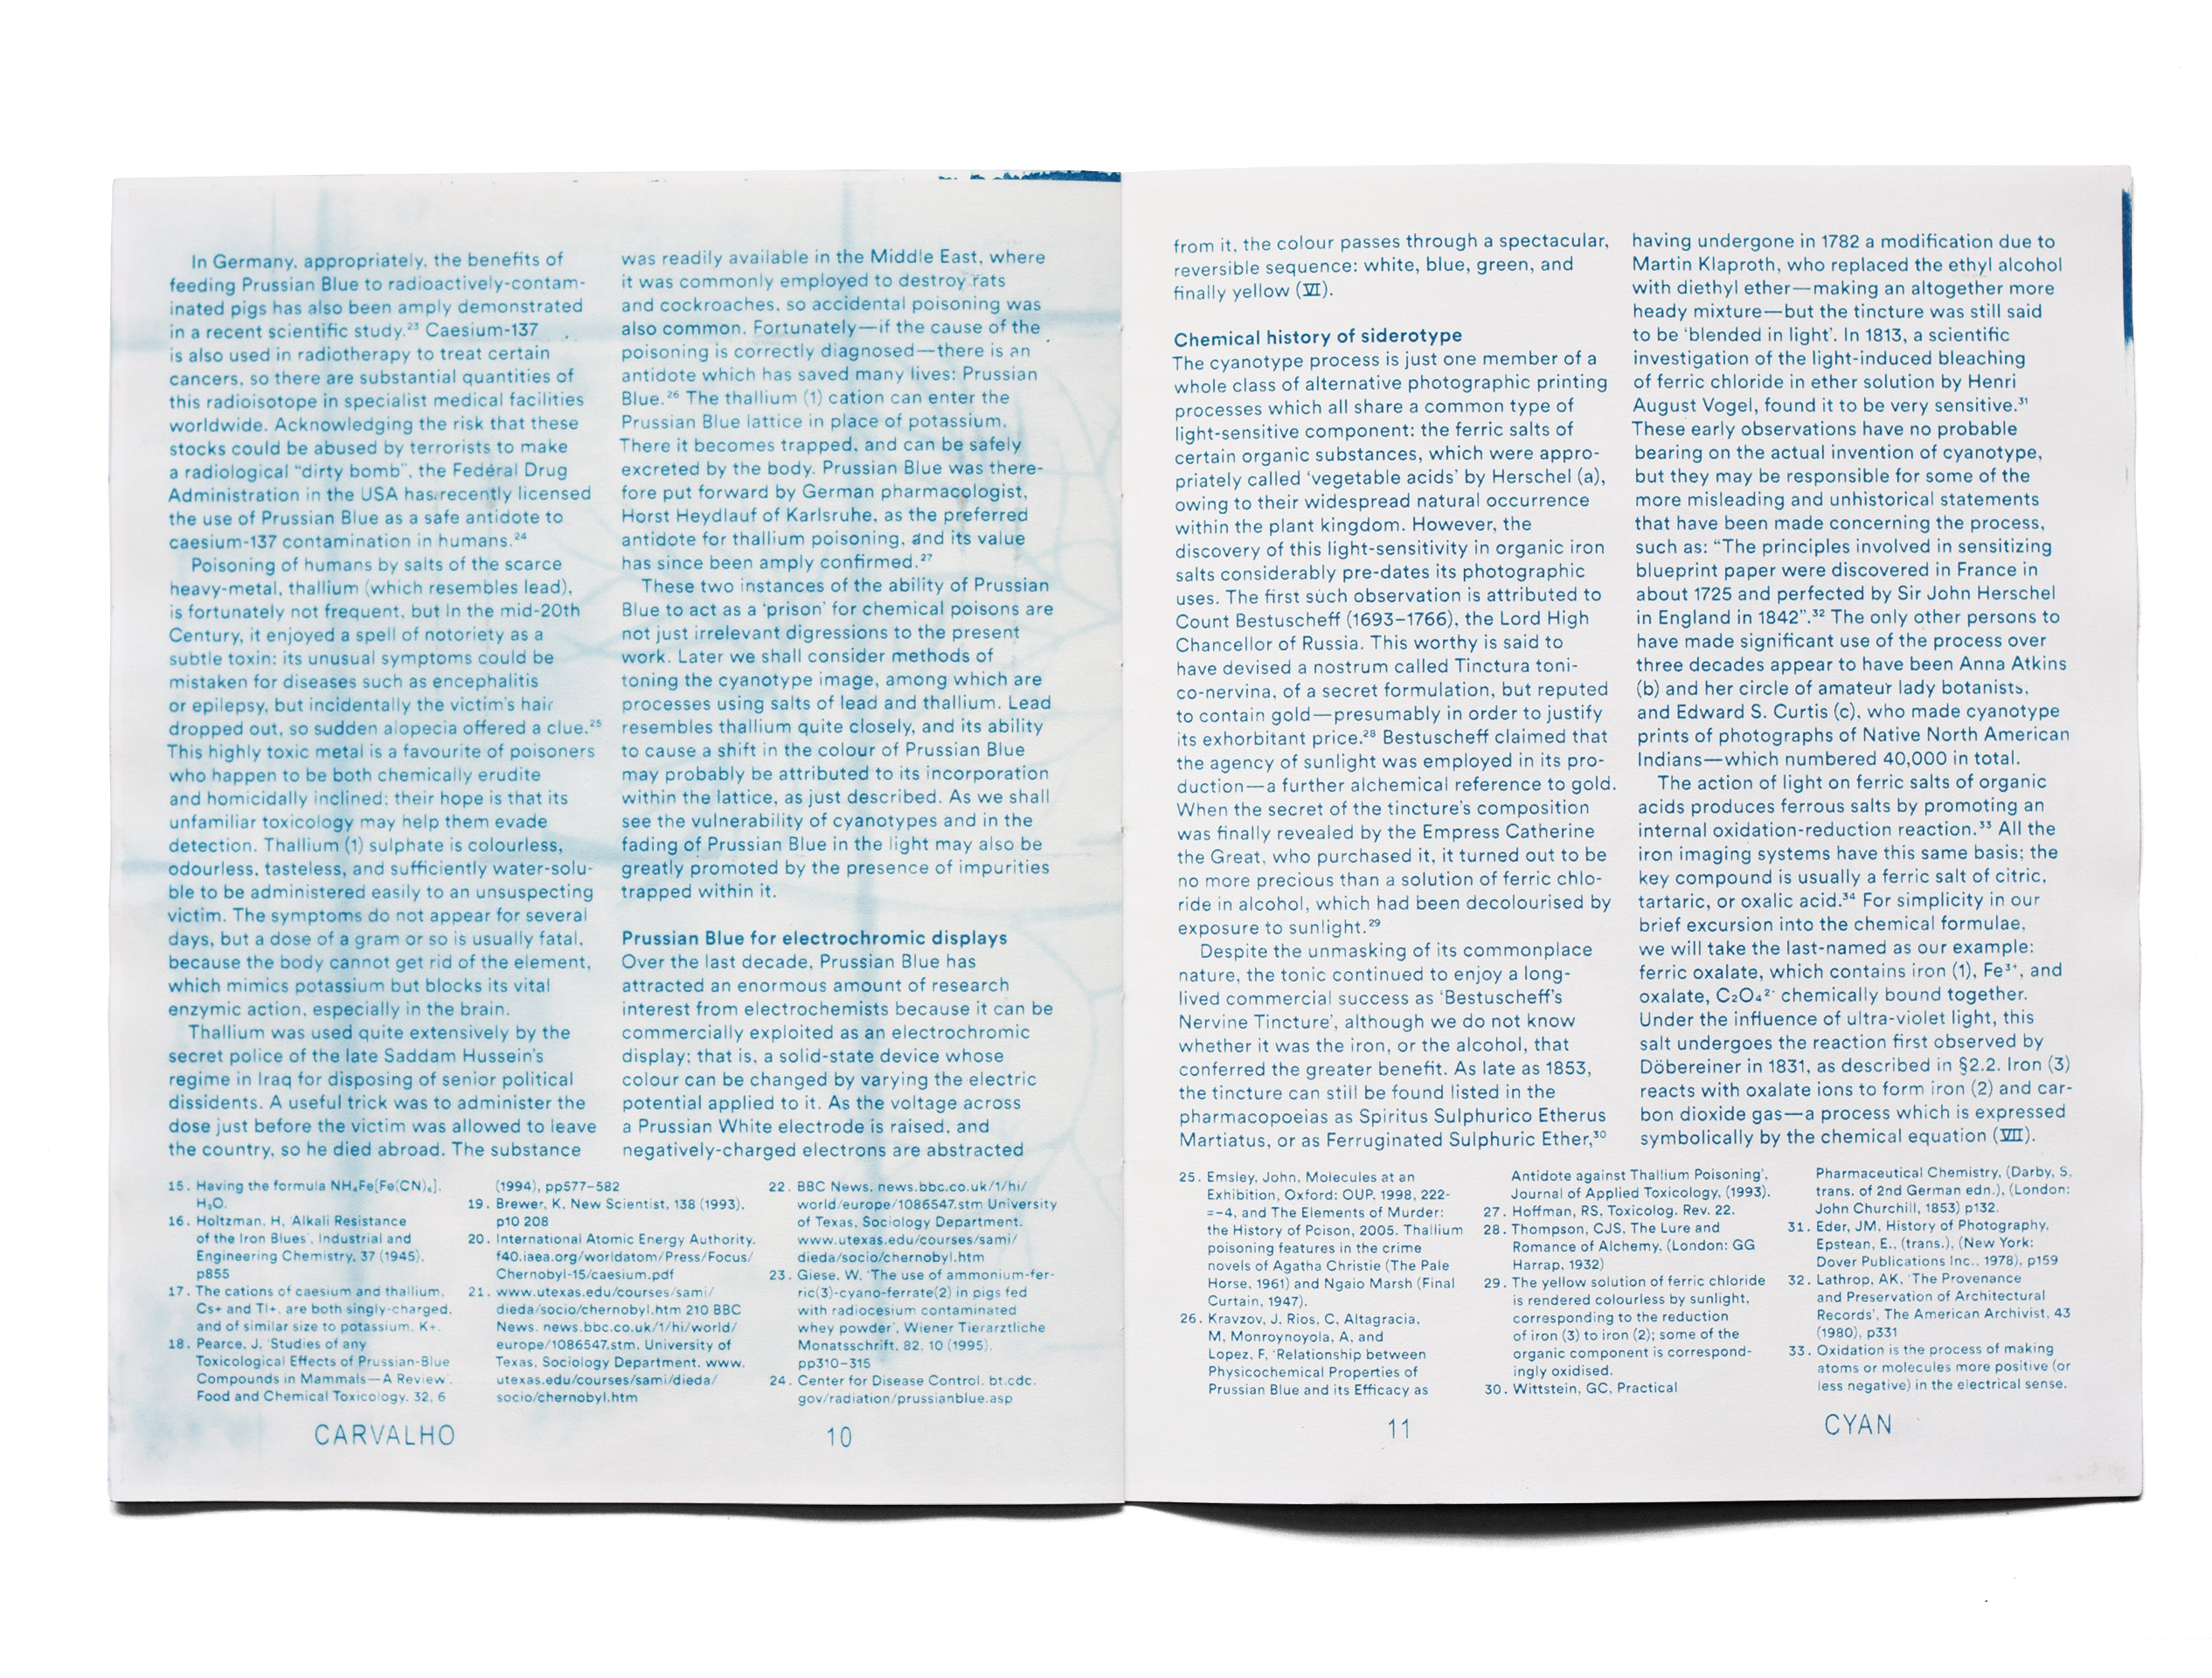 In Germany, appropriately, the benefits of
feeding Prussian Blue to radioactively-contam-
inated pigs has also been amply demonstrated
in a recent scientific study.²³ Caesium-137
is also used in radiotherapy to treat certain
cancers, so there are substantial quantities of
this radioisotope in specialist medical facilities
worldwide. Acknowledging the risk that these
stocks could be abused by terrorists to make
a radiological “dirty bomb”, the Federal Drug
Administration in the USA has recently licensed
the use of Prussian Blue as a safe antidote to
caesium-137 contamination in humans.²⁴
Poisoning of humans by salts of the scarce
heavy-metal, thallium (which resembles lead),
is fortunately not frequent, but In the mid-20th
Century, it enjoyed a spell of notoriety as a
subtle toxin: its unusual symptoms could be
mistaken for diseases such as encephalitis
or epilepsy, but incidentally the victim's hair
dropped out, so sudden alopecia offered a clue.²⁵
This highly toxic metal is a favourite of poisoners
who happen to be both chemically erudite
and homicidally inclined; their hope is that its
unfamiliar toxicology may help them evade
detection. Thallium (1) sulphate is colourless,
odourless, tasteless, and sufficiently water-solu-
ble to be administered easily to an unsuspecting
victim. The symptoms do not appear for several
days, but a dose of a gram or so is usually fatal,
because the body cannot get rid of the element,
which mimics potassium but blocks its vital
enzymic action, especially in the brain.
Thallium was used quite extensively by the
secret police of the late Saddam Hussein's
regime in Iraq for disposing of senior political
dissidents. A useful trick was to administer the
dose just before the victim was allowed to leave
the country, so he died abroad. The substance
was readily available in the Middle East, where
it was commonly employed to destroy rats
and cockroaches, so accidental poisoning was
also common. Fortunately—if the cause of the
poisoning is correctly diagnosed—there is an
antidote which has saved many lives: Prussian
Blue.²⁶ The thallium (1) cation can enter the
Prussian Blue lattice in place of potassium.
There it becomes trapped, and can be safely
excreted by the body. Prussian Blue was there-
fore put forward by German pharmacologist,
Horst Heydlauf of Karlsruhe, as the preferred
antidote for thallium poisoning, and its value
has since been amply confirmed.²⁷
These two instances of the ability of Prussian
Blue to act as a ‘prison’ for chemical poisons are
not just irrelevant digressions to the present
work. Later we shall consider methods of
toning the cyanotype image, among which are
processes using salts of lead and thallium. Lead
resembles thallium quite closely, and its ability
to cause a shift in the colour of Prussian Blue
may probably be attributed to its incorporation
within the lattice, as just described. As we shall
see the vulnerability of cyanotypes and in the
fading of Prussian Blue in the light may also be
greatly promoted by the presence of impurities
trapped within it.
Prussian Blue for electrochromic displays
Over the last decade, Prussian Blue has
attracted an enormous amount of research
interest from electrochemists because it can be
commercially exploited as an electrochromic
display; that is, a solid-state device whose
colour can be changed by varying the electric
potential applied to it. As the voltage across
a Prussian White electrode is raised, and
negatively-charged electrons are abstracted
15. Having the formula NH₄Fe[Fe(CN)₆].
H₂O.
16. Holtzman, H, ‘Alkali Resistance
of the Iron Blues’, Industrial and
Engineering Chemistry, 37 (1945),
p855
17. The cations of caesium and thallium,
Cs+ and Tl+, are both singly-charged,
and of similar size to potassium, K+.
18. Pearce, J, ‘Studies of any
Toxicological Effects of Prussian-Blue
Compounds in Mammals—A Review’,
Food and Chemical Toxicology, 32, 6
(1994), pp577–582
19. Brewer, K, New Scientist, 138 (1993),
p10 208
20. International Atomic Energy Authority.
f40.iaea.org/worldatom/Press/Focus/
Chernobyl-15/caesium.pdf
21. www.utexas.edu/courses/sami/
dieda/socio/chernobyl.htm 210 BBC
News. news.bbc.co.uk/1/hi/world/
europe/1086547.stm. University of
Texas, Sociology Department. www.
utexas.edu/courses/sami/dieda/
socio/chernobyl.htm
22. BBC News. news.bbc.co.uk/1/hi/
world/europe/1086547.stm University
of Texas, Sociology Department.
www.utexas.edu/courses/sami/
dieda/socio/chernobyl.htm
23. Giese, W, ‘The use of ammonium-fer-
ric(3)-cyano-ferrate(2) in pigs fed
with radiocesium contaminated
whey powder’, Wiener Tierarztliche
Monatsschrift, 82, 10 (1995),
pp310–315
24. Center for Disease Control. bt.cdc.
gov/radiation/prussianblue.asp
CARVALHO
10
from it, the colour passes through a spectacular,
reversible sequence: white, blue, green, and
finally yellow (VI).
Chemical history of siderotype
The cyanotype process is just one member of a
whole class of alternative photographic printing
processes which all share a common type of
light-sensitive component: the ferric salts of
certain organic substances, which were appro-
priately called ‘vegetable acids’ by Herschel (a),
owing to their widespread natural occurrence
within the plant kingdom. However, the
discovery of this light-sensitivity in organic iron
salts considerably pre-dates its photographic
uses. The first such observation is attributed to
Count Bestuscheff (1693–1766), the Lord High
Chancellor of Russia. This worthy is said to
have devised a nostrum called Tinctura toni-
co-nervina, of a secret formulation, but reputed
to contain gold—presumably in order to justify
its exhorbitant price.²⁸ Bestuscheff claimed that
the agency of sunlight was employed in its pro-
duction—a further alchemical reference to gold.
When the secret of the tincture's composition
was finally revealed by the Empress Catherine
the Great, who purchased it, it turned out to be
no more precious than a solution of ferric chlo-
ride in alcohol, which had been decolourised by
exposure to sunlight.²⁹
Despite the unmasking of its commonplace
nature, the tonic continued to enjoy a long-
lived commercial success as ‘Bestuscheff's
Nervine Tincture’, although we do not know
whether it was the iron, or the alcohol, that
conferred the greater benefit. As late as 1853,
the tincture can still be found listed in the
pharmacopoeias as Spiritus Sulphurico Etherus
Martiatus, or as Ferruginated Sulphuric Ether,³⁰
having undergone in 1782 a modification due to
Martin Klaproth, who replaced the ethyl alcohol
with diethyl ether—making an altogether more
heady mixture—but the tincture was still said
to be ‘blended in light’. In 1813, a scientific
investigation of the light-induced bleaching
of ferric chloride in ether solution by Henri
August Vogel, found it to be very sensitive.³¹
These early observations have no probable
bearing on the actual invention of cyanotype,
but they may be responsible for some of the
more misleading and unhistorical statements
that have been made concerning the process,
such as: “The principles involved in sensitizing
blueprint paper were discovered in France in
about 1725 and perfected by Sir John Herschel
in England in 1842”.³² The only other persons to
have made significant use of the process over
three decades appear to have been Anna Atkins
(b) and her circle of amateur lady botanists,
and Edward S. Curtis (c), who made cyanotype
prints of photographs of Native North American
Indians—which numbered 40,000 in total.
The action of light on ferric salts of organic
acids produces ferrous salts by promoting an
internal oxidation-reduction reaction.³³ All the
iron imaging systems have this same basis; the
key compound is usually a ferric salt of citric,
tartaric, or oxalic acid.³⁴ For simplicity in our
brief excursion into the chemical formulae,
we will take the last-named as our example:
ferric oxalate, which contains iron (1), Fe³⁺, and
oxalate, C₂O₄²⁻ chemically bound together.
Under the influence of ultra-violet light, this
salt undergoes the reaction first observed by
Döbereiner in 1831, as described in §2.2. Iron (3)
reacts with oxalate ions to form iron (2) and car-
bon dioxide gas—a process which is expressed
symbolically by the chemical equation (VII).
25. Emsley, John, Molecules at an
Exhibition, Oxford: OUP, 1998, 222-
=-4, and The Elements of Murder:
the History of Poison, 2005. Thallium
poisoning features in the crime
novels of Agatha Christie (The Pale
Horse, 1961) and Ngaio Marsh (Final
Curtain, 1947).
26. Kravzov, J, Rios, C, Altagracia,
M, Monroynoyola, A, and
Lopez, F, ‘Relationship between
Physicochemical Properties of
Prussian Blue and its Efficacy as
Antidote against Thallium Poisoning’,
Journal of Applied Toxicology, (1993).
27. Hoffman, RS, Toxicolog. Rev. 22.
28. Thompson, CJS, The Lure and
Romance of Alchemy, (London: GG
Harrap, 1932)
29. The yellow solution of ferric chloride
is rendered colourless by sunlight,
corresponding to the reduction
of iron (3) to iron (2); some of the
organic component is correspond-
ingly oxidised.
30. Wittstein, GC, Practical
Pharmaceutical Chemistry, (Darby, S,
trans. of 2nd German edn.), (London:
John Churchill, 1853) p132.
31. Eder, JM, History of Photography,
Epstean, E., (trans.), (New York:
Dover Publications Inc., 1978), p159
32. Lathrop, AK, ‘The Provenance
and Preservation of Architectural
Records’, The American Archivist, 43
(1980), p331
33. Oxidation is the process of making
atoms or molecules more positive (or
less negative) in the electrical sense.
11
CYAN